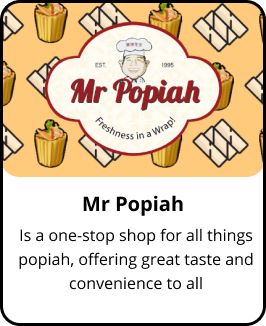 EST. 1995
Mr Popiah
Freshness in a Wrap!
Mr Popiah
Is a one-stop shop for all things
popiah, offering great taste and
convenience to all